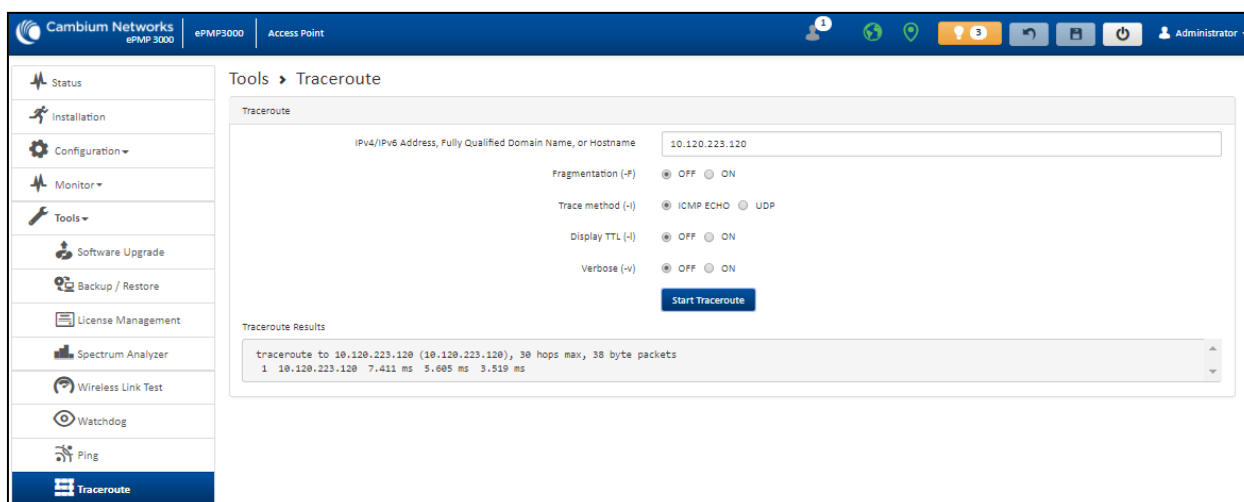 Cambium Networks
ePMP 3000
ePMP3000
Access Point
1
3
Administrator
Status
Installation
Configuration
Monitor
Tools
Software Upgrade
Backup / Restore
License Management
Spectrum Analyzer
Wireless Link Test
Watchdog
Ping
Traceroute
Tools > Traceroute
Traceroute
IPv4/IPv6 Address, Fully Qualified Domain Name, or Hostname 10.120.223.120
Fragmentation (-F) OFF ON
Trace method (-I) ICMP ECHO UDP
Display TTL (-l) OFF ON
Verbose (-v) OFF ON
Start Traceroute
Traceroute Results
traceroute to 10.120.223.120 (10.120.223.120), 30 hops max, 38 byte packets
1 10.120.223.120 7.411 ms 5.605 ms 3.519 ms